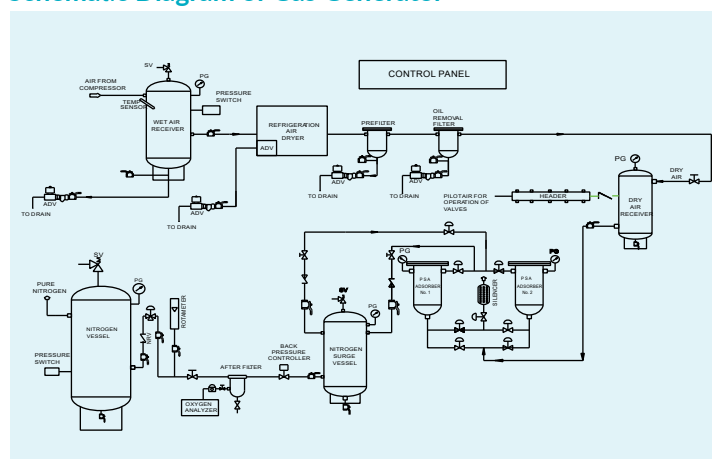 Schematic Diagram of Gas Generator
SV
PG
CONTROL PANEL
AIR FROM
COMPRESSOR
TEMP.
SENSOR
PRESSURE
SWITCH
WET AIR
RECEIVER
REFRIGERATION
AIR
DRYER
ADV
PREFILTER
OIL
REMOVAL
FILTER
ADV
TO DRAIN
ADV
TO DRAIN
ADV
TO DRAIN
ADV
TO DRAIN
PG
DRY
AIR
PILOT AIR FOR
OPERATION OF
VALVES
HEADER
DRY
AIR
RECEIVER
SV
PG
PURE
NITROGEN
NITROGEN
VESSEL
PRESSURE
SWITCH
NRV
ROTAMETER
AFTER FILTER
OXYGEN
ANALYZER
BACK
PRESSURE
CONTROLLER
SV
PG
NITROGEN
SURGE
VESSEL
PG
PSA
ADSORBER
No. 1
SILENCER
PG
PSA
ADSORBER
No. 2